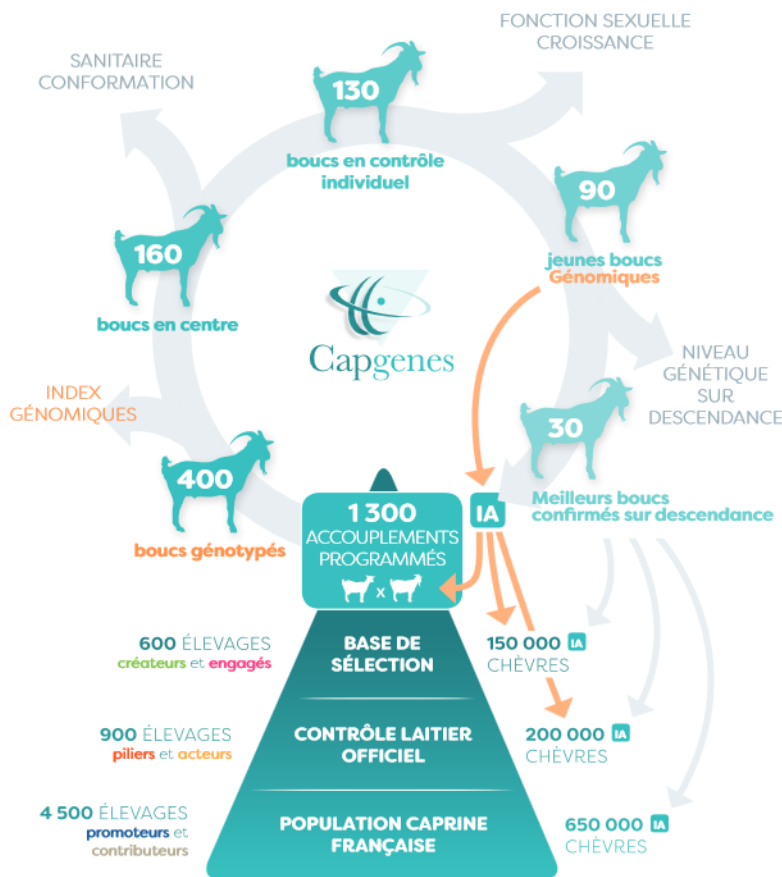 FONCTION SEXUELLE
CROISSANCE
SANITAIRE
CONFORMATION
130
boucs en contrôle
individuel
90
jeunes boucs
Génomiques
160
boucs en centre
Capgenes
NIVEAU
GÉNÉTIQUE
SUR
DESCENDANCE
INDEX
GÉNOMIQUES
30
Meilleurs boucs
confirmés sur descendance
400
boucs génotypés
1 300
ACCOUPLEMENTS
PROGRAMMÉS
x
IA
600 ÉLEVAGES
créateurs et engagés
BASE DE
SÉLECTION
150 000 IA
CHÈVRES
900 ÉLEVAGES
piliers et acteurs
CONTRÔLE LAITIER
OFFICIEL
200 000 IA
CHÈVRES
4 500 ÉLEVAGES
promoteurs et
contributeurs
POPULATION CAPRINE
FRANÇAISE
650 000 IA
CHÈVRES